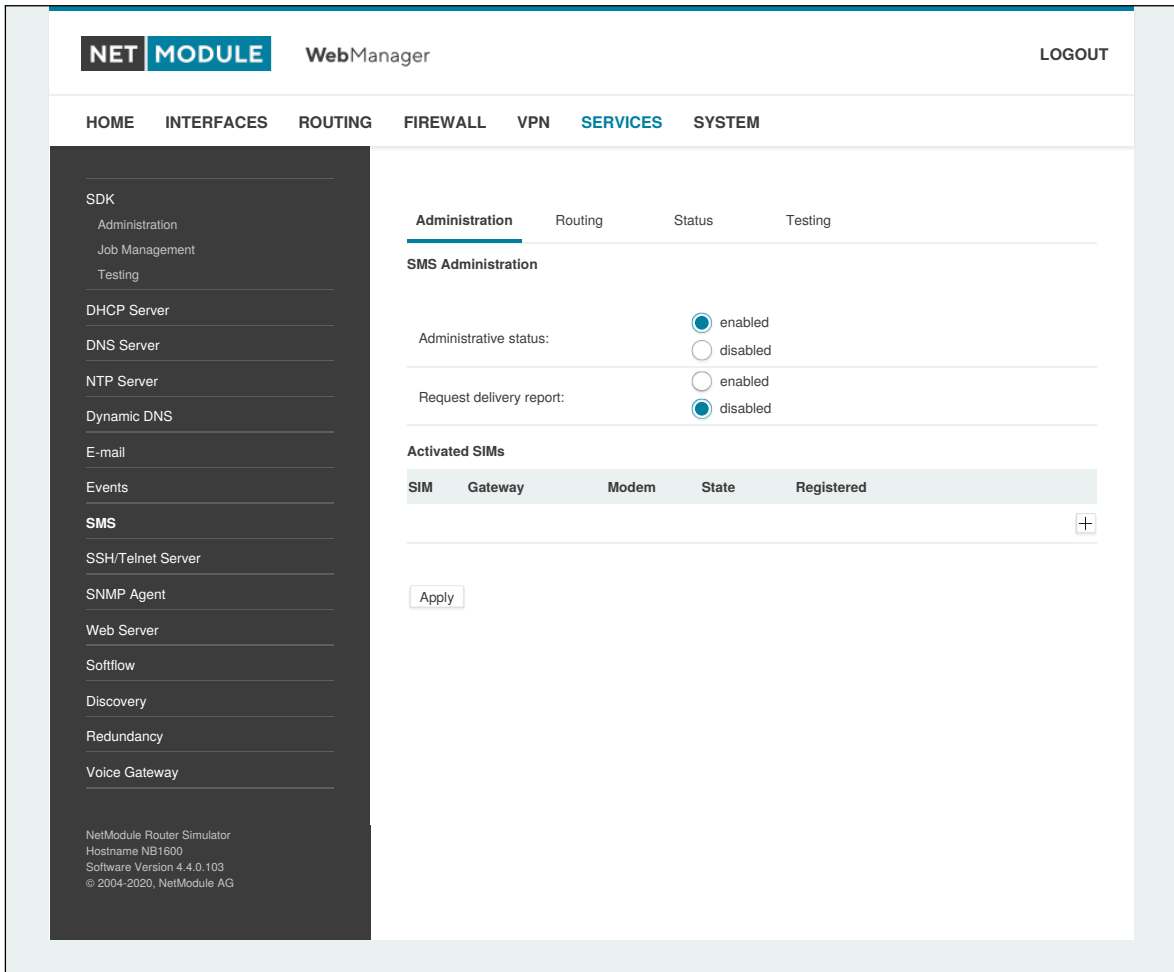 NET MODULE WebManager LOGOUT
HOME INTERFACES ROUTING FIREWALL VPN SERVICES SYSTEM
SDK
Administration
Job Management
Testing
DHCP Server
DNS Server
NTP Server
Dynamic DNS
E-mail
Events
SMS
SSH/Telnet Server
SNMP Agent
Web Server
Softflow
Discovery
Redundancy
Voice Gateway
NetModule Router Simulator
Hostname NB1600
Software Version 4.4.0.103
© 2004-2020, NetModule AG
Administration Routing Status Testing
SMS Administration
Administrative status:
enabled
disabled
Request delivery report:
enabled
disabled
Activated SIMs
SIM Gateway Modem State Registered
Apply